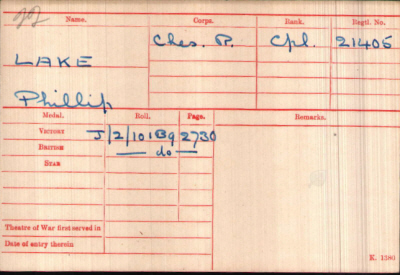 Name. Corps. Rank. Regtl. No.
Ches. R. Cpl. 21405
LAKE
Phillip
Medal. Roll. Page. Remarks.
VICTORY J/2/101B9 2730
BRITISH — do —
STAR
Theatre of War first served in
Date of entry therein
K. 1380